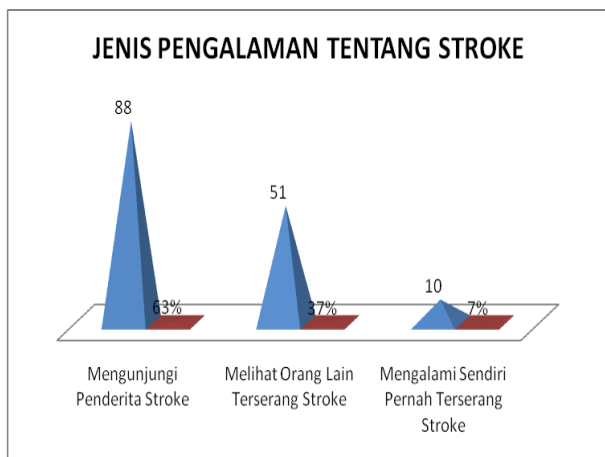 JENIS PENGALAMAN TENTANG STROKE
88
51
10
63%
37%
7%
Mengunjungi
Penderita Stroke
Melihat Orang Lain
Terserang Stroke
Mengalami Sendiri
Pernah Terserang
Stroke